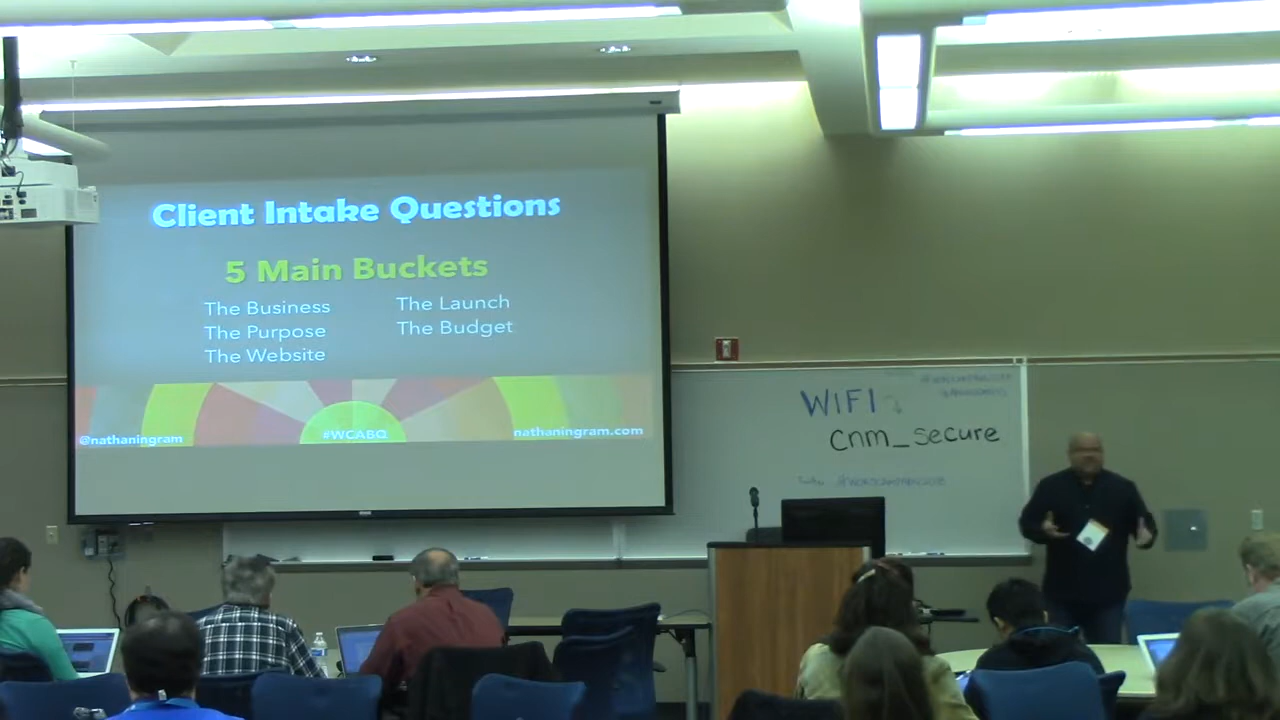 Client Intake Questions
5 Main Buckets
The Business
The Purpose
The Website
The Launch
The Budget
@nathaningram
#WCABQ
nathaningram.com
WIFI
cnm_secure